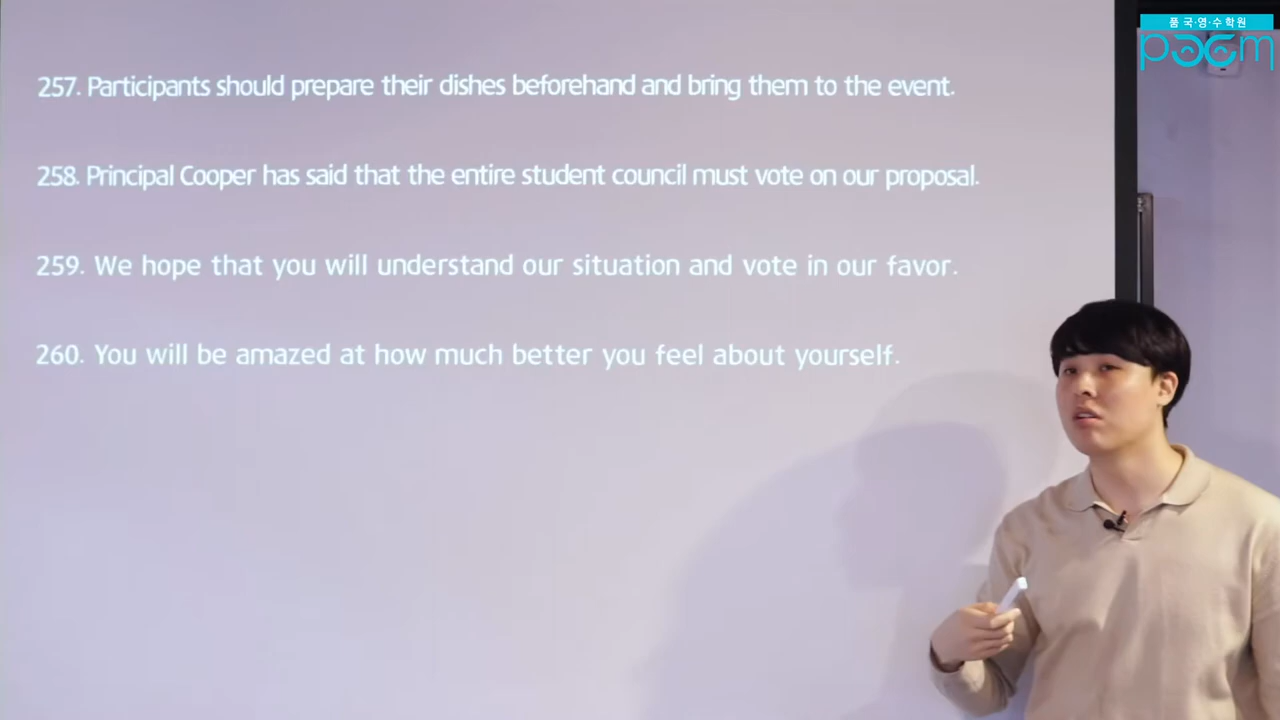 품 국·영·수학원
poem
257. Participants should prepare their dishes beforehand and bring them to the event.
258. Principal Cooper has said that the entire student council must vote on our proposal.
259. We hope that you will understand our situation and vote in our favor.
260. You will be amazed at how much better you feel about yourself.